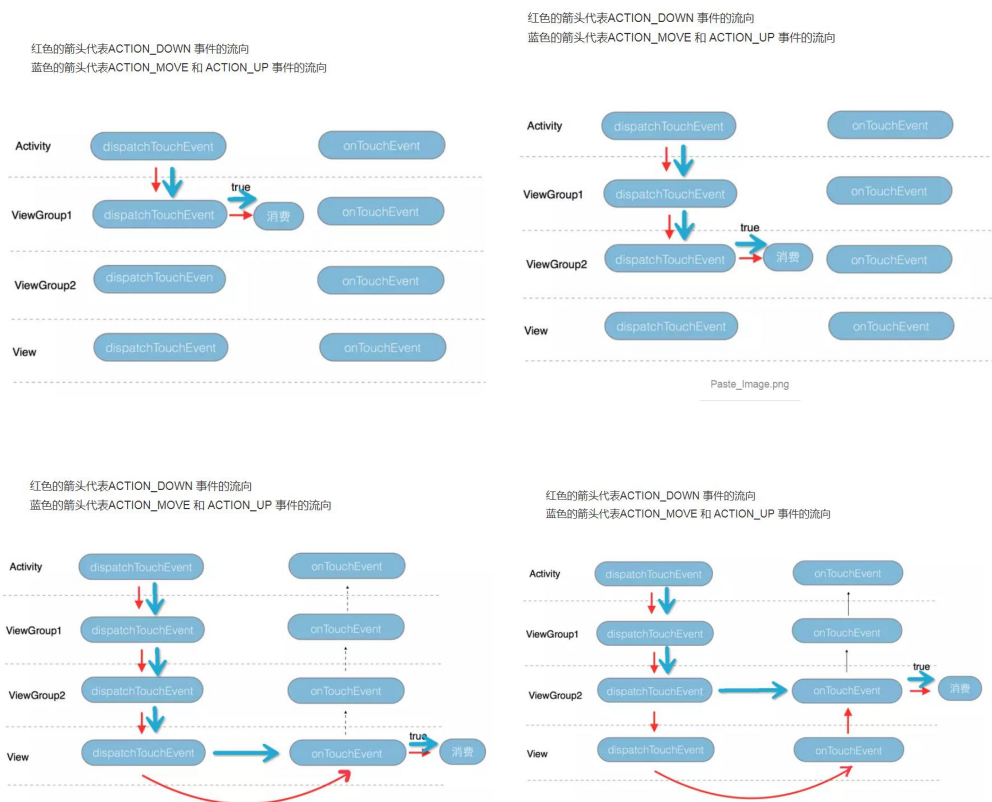 红色的箭头代表ACTION_DOWN 事件的流向
蓝色的箭头代表ACTION_MOVE 和 ACTION_UP 事件的流向
Activity dispatchTouchEvent onTouchEvent
true
ViewGroup1 dispatchTouchEvent 消费 onTouchEvent
ViewGroup2 dispatchTouchEven onTouchEvent
View dispatchTouchEvent onTouchEvent
红色的箭头代表ACTION_DOWN 事件的流向
蓝色的箭头代表ACTION_MOVE 和 ACTION_UP 事件的流向
Activity dispatchTouchEvent onTouchEvent
ViewGroup1 dispatchTouchEvent onTouchEvent
true
ViewGroup2 dispatchTouchEvent 消费 onTouchEvent
View dispatchTouchEvent onTouchEvent
Paste_Image.png
红色的箭头代表ACTION_DOWN 事件的流向
蓝色的箭头代表ACTION_MOVE 和 ACTION_UP 事件的流向
Activity dispatchTouchEvent onTouchEvent
ViewGroup1 dispatchTouchEvent onTouchEvent
ViewGroup2 dispatchTouchEvent onTouchEvent
true
View dispatchTouchEvent onTouchEvent 消费
红色的箭头代表ACTION_DOWN 事件的流向
蓝色的箭头代表ACTION_MOVE 和 ACTION_UP 事件的流向
Activity dispatchTouchEvent onTouchEvent
ViewGroup1 dispatchTouchEvent onTouchEvent
true
ViewGroup2 dispatchTouchEvent onTouchEvent 消费
View dispatchTouchEvent onTouchEvent